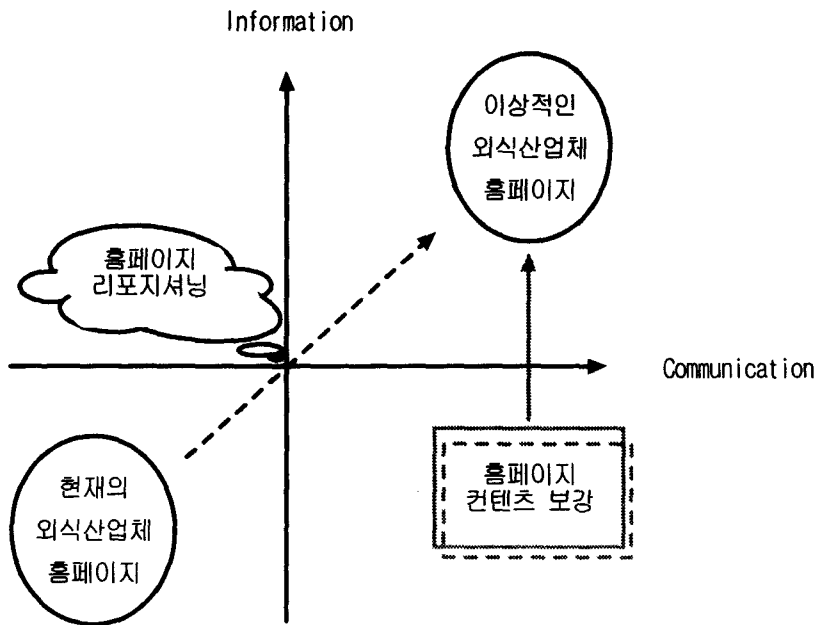 Information
이상적인
외식산업체
홈페이지
홈페이지
리포지셔닝
Communication
현재의
외식산업체
홈페이지
홈페이지
컨텐츠 보강